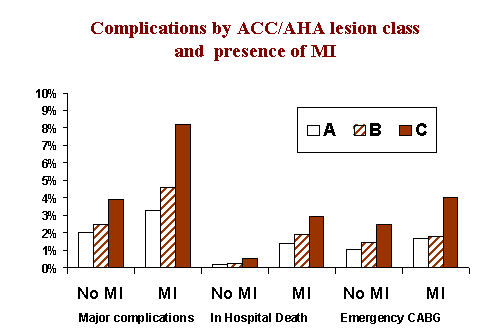 Complications by ACC/AHA lesion class
and presence of MI
10%
9%
8%
7%
6%
5%
4%
3%
2%
1%
0%
A B C
No MI MI No MI MI No MI MI
Major complications In Hospital Death Emergency CABG